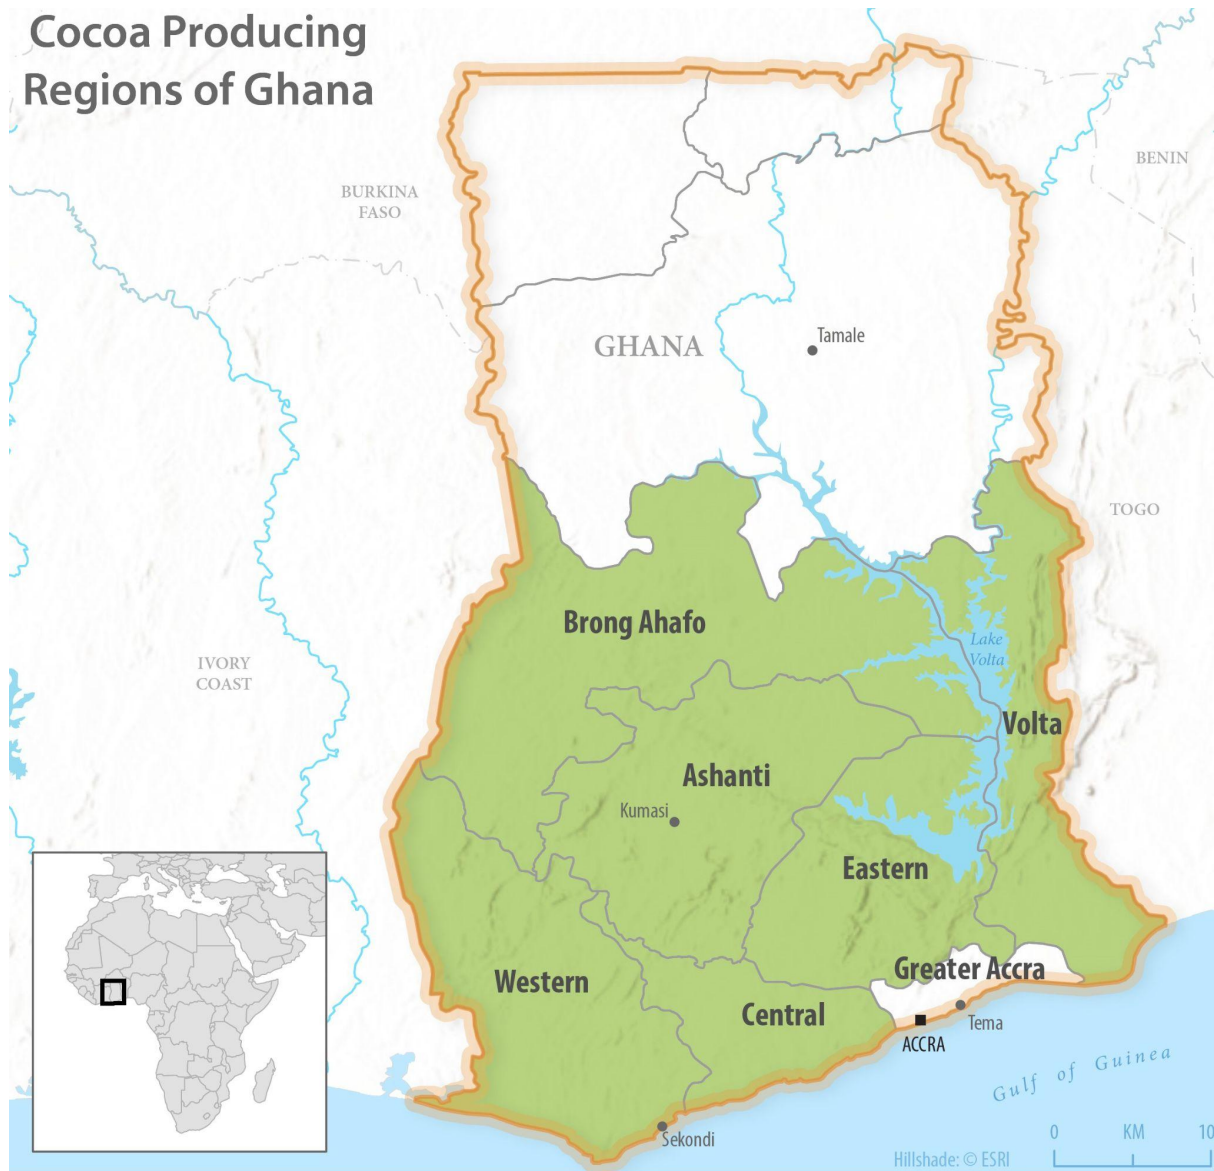 Cocoa Producing
Regions of Ghana
BENIN
BURKINA
FASO
GHANA
Tamale
TOGO
Brong Ahafo
Lake
Volta
IVORY
COAST
Volta
Ashanti
Kumasi
Eastern
Greater Accra
Western
Central
Tema
ACCRA
Gulf of Guinea
Sekondi
0 KM 10
Hillshade: © ESRI